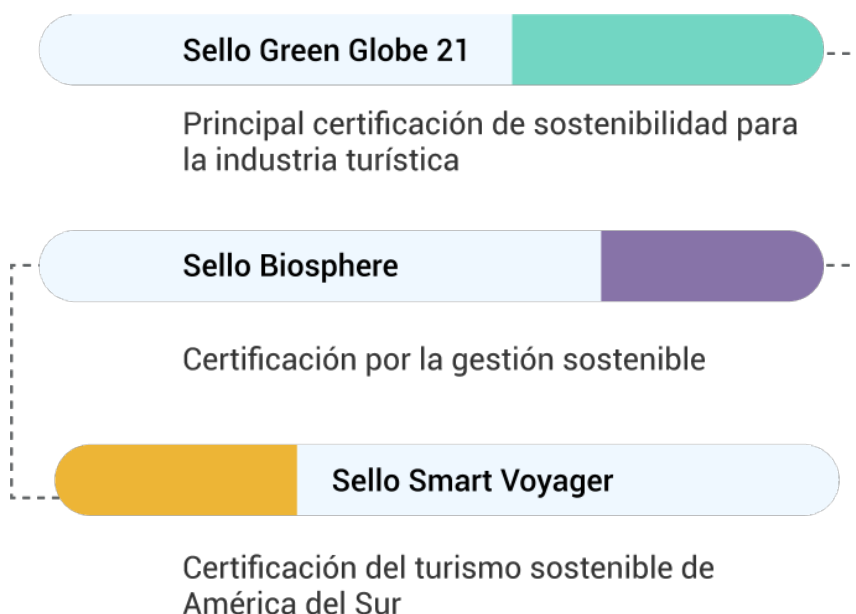 Sello Green Globe 21
Principal certificación de sostenibilidad para
la industria turística
Sello Biosphere
Certificación por la gestión sostenible
Sello Smart Voyager
Certificación del turismo sostenible de
América del Sur